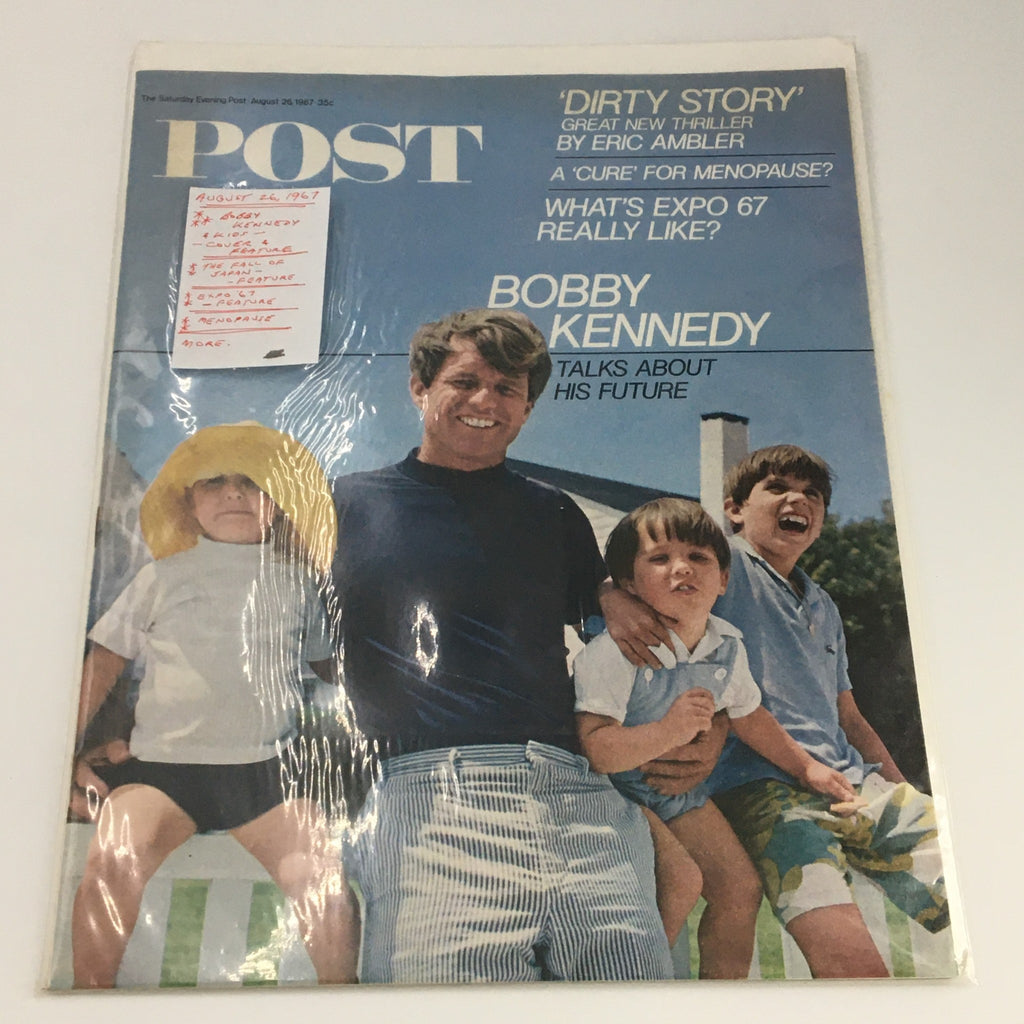 The Saturday Evening Post August 26, 1967 35c
POST
'DIRTY STORY'
GREAT NEW THRILLER
BY ERIC AMBLER
A 'CURE' FOR MENOPAUSE?
WHAT'S EXPO 67
REALLY LIKE?
BOBBY
KENNEDY
TALKS ABOUT
HIS FUTURE
AUGUST 26, 1967
** BOBBY
** KENNEDY
& KIDS —
— COVER &
FEATURE
* THE FALL OF
* JAPAN —
— FEATURE
* EXPO '67
* — FEATURE
* MENOPAUSE
MORE.